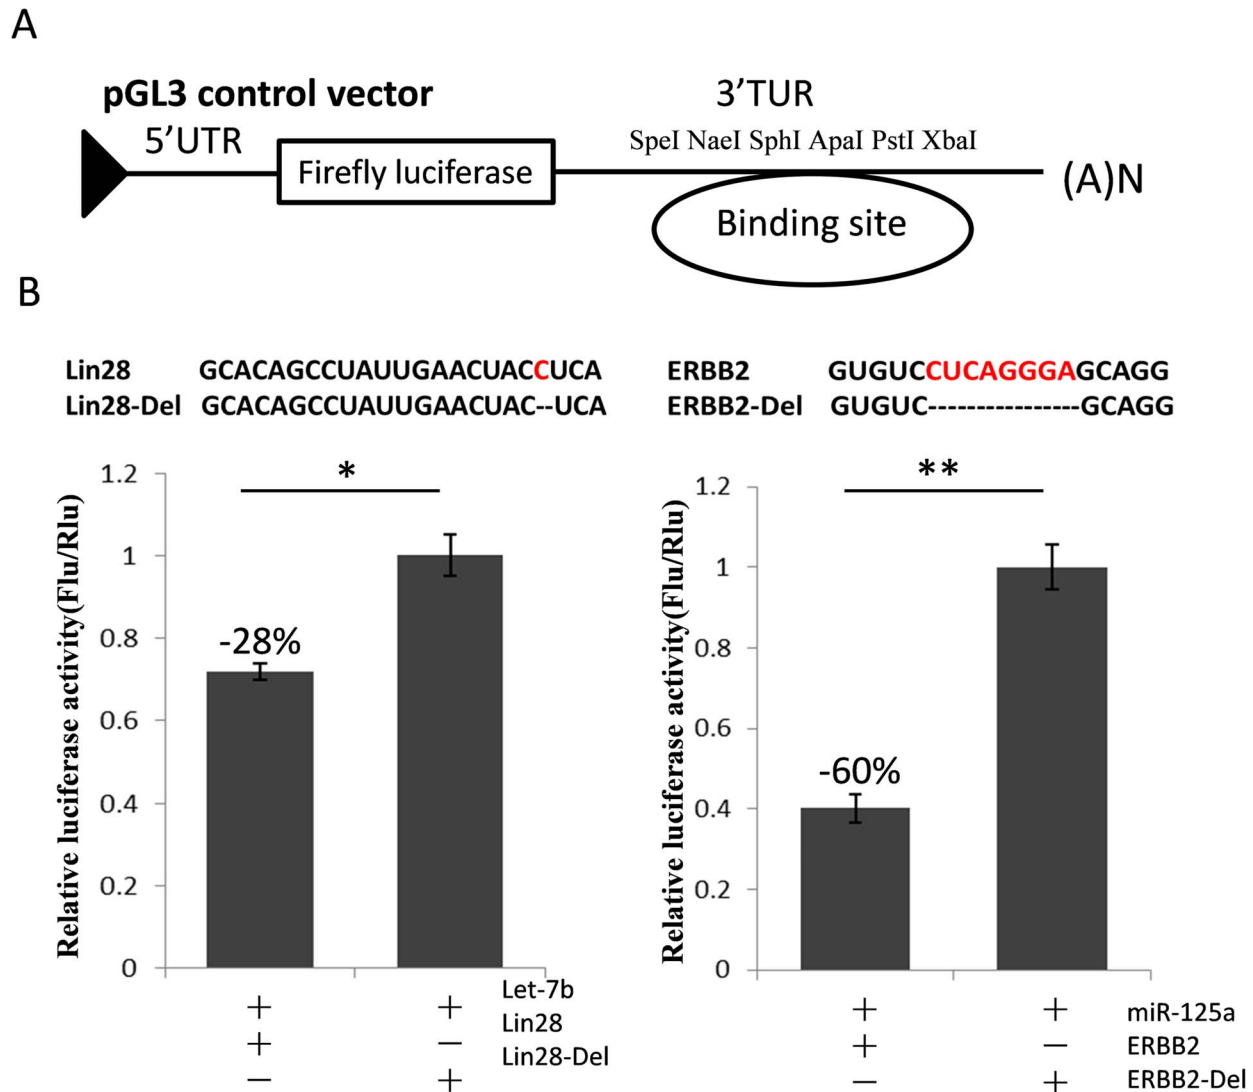 A
pGL3 control vector
5’UTR
3’TUR
SpeI NaeI SphI ApaI PstI XbaI
Firefly luciferase
(A)N
Binding site
B
Lin28 GCACAGCCUAUUGAACUACCUCA
Lin28-Del GCACAGCCUAUUGAACUAC--UCA
ERBB2 GUGUCCUCAGGGAGCAGG
ERBB2-Del GUGUC----------------GCAGG
Relative luciferase activity(Flu/Rlu)
1.2
1
0.8
0.6
0.4
0.2
0
*
-28%
+ + Let-7b
+ − Lin28
− + Lin28-Del
Relative luciferase activity(Flu/Rlu)
1.2
1
0.8
0.6
0.4
0.2
0
**
-60%
+ + miR-125a
+ − ERBB2
− + ERBB2-Del